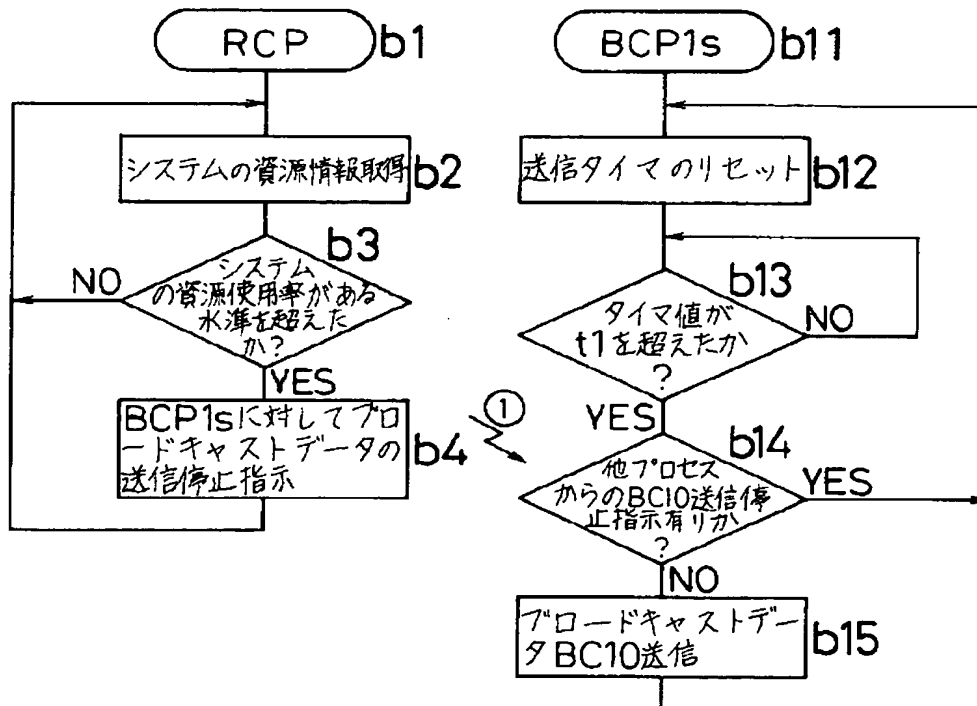 RCP b1
システムの資源情報取得 b2
b3
システム
の資源使用率がある
水準を超えた
か?
NO
YES
BCP1sに対してブロ
ードキャストデータの
送信停止指示
b4
①
BCP1s b11
送信タイマのリセット b12
b13
タイマ値が
t1を超えたか
?
NO
YES
b14
他プロセス
からのBC10送信停
止指示有りか
?
YES
NO
ブロードキャストデー
タBC10送信
b15